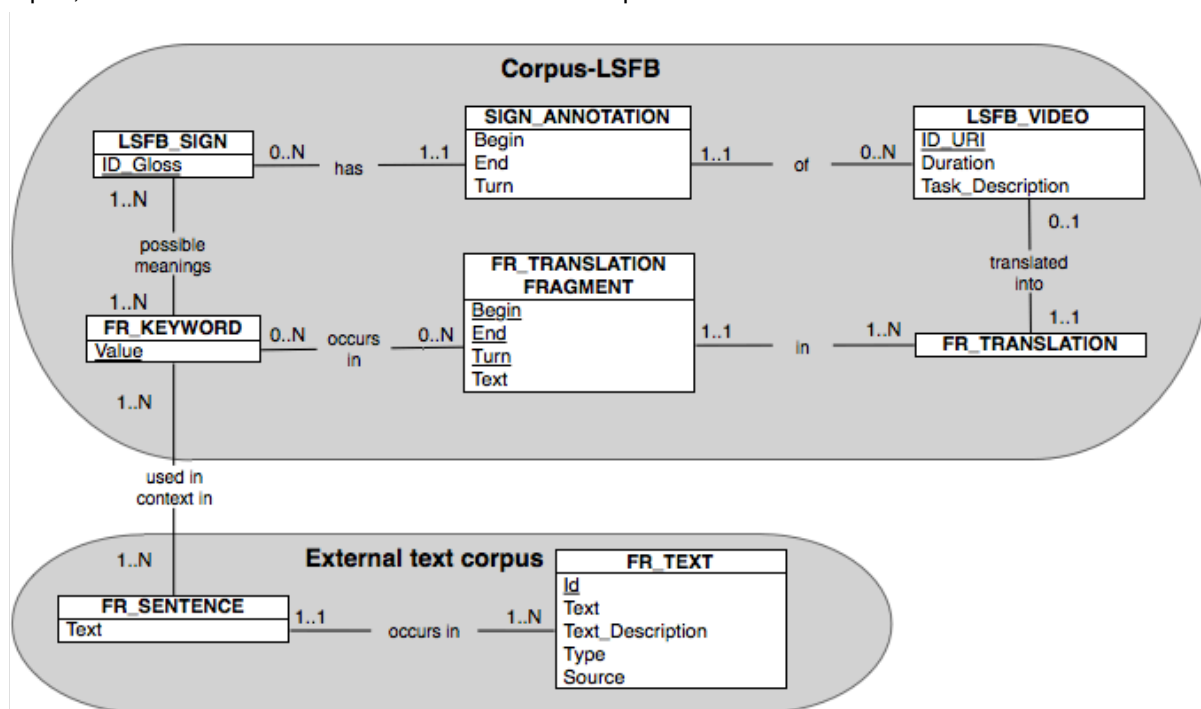 Corpus-LSFB
LSFB_SIGN
ID_Gloss
0..N
has
1..1
SIGN_ANNOTATION
Begin
End
Turn
1..1
of
0..N
LSFB_VIDEO
ID_URI
Duration
Task_Description
1..N
possible
meanings
1..N
0..1
translated
into
1..1
FR_KEYWORD
Value
0..N
occurs
in
0..N
FR_TRANSLATION
FRAGMENT
Begin
End
Turn
Text
1..1
in
1..N
FR_TRANSLATION
1..N
used in
context in
1..N
External text corpus
FR_SENTENCE
Text
1..1
occurs in
1..N
FR_TEXT
Id
Text
Text_Description
Type
Source